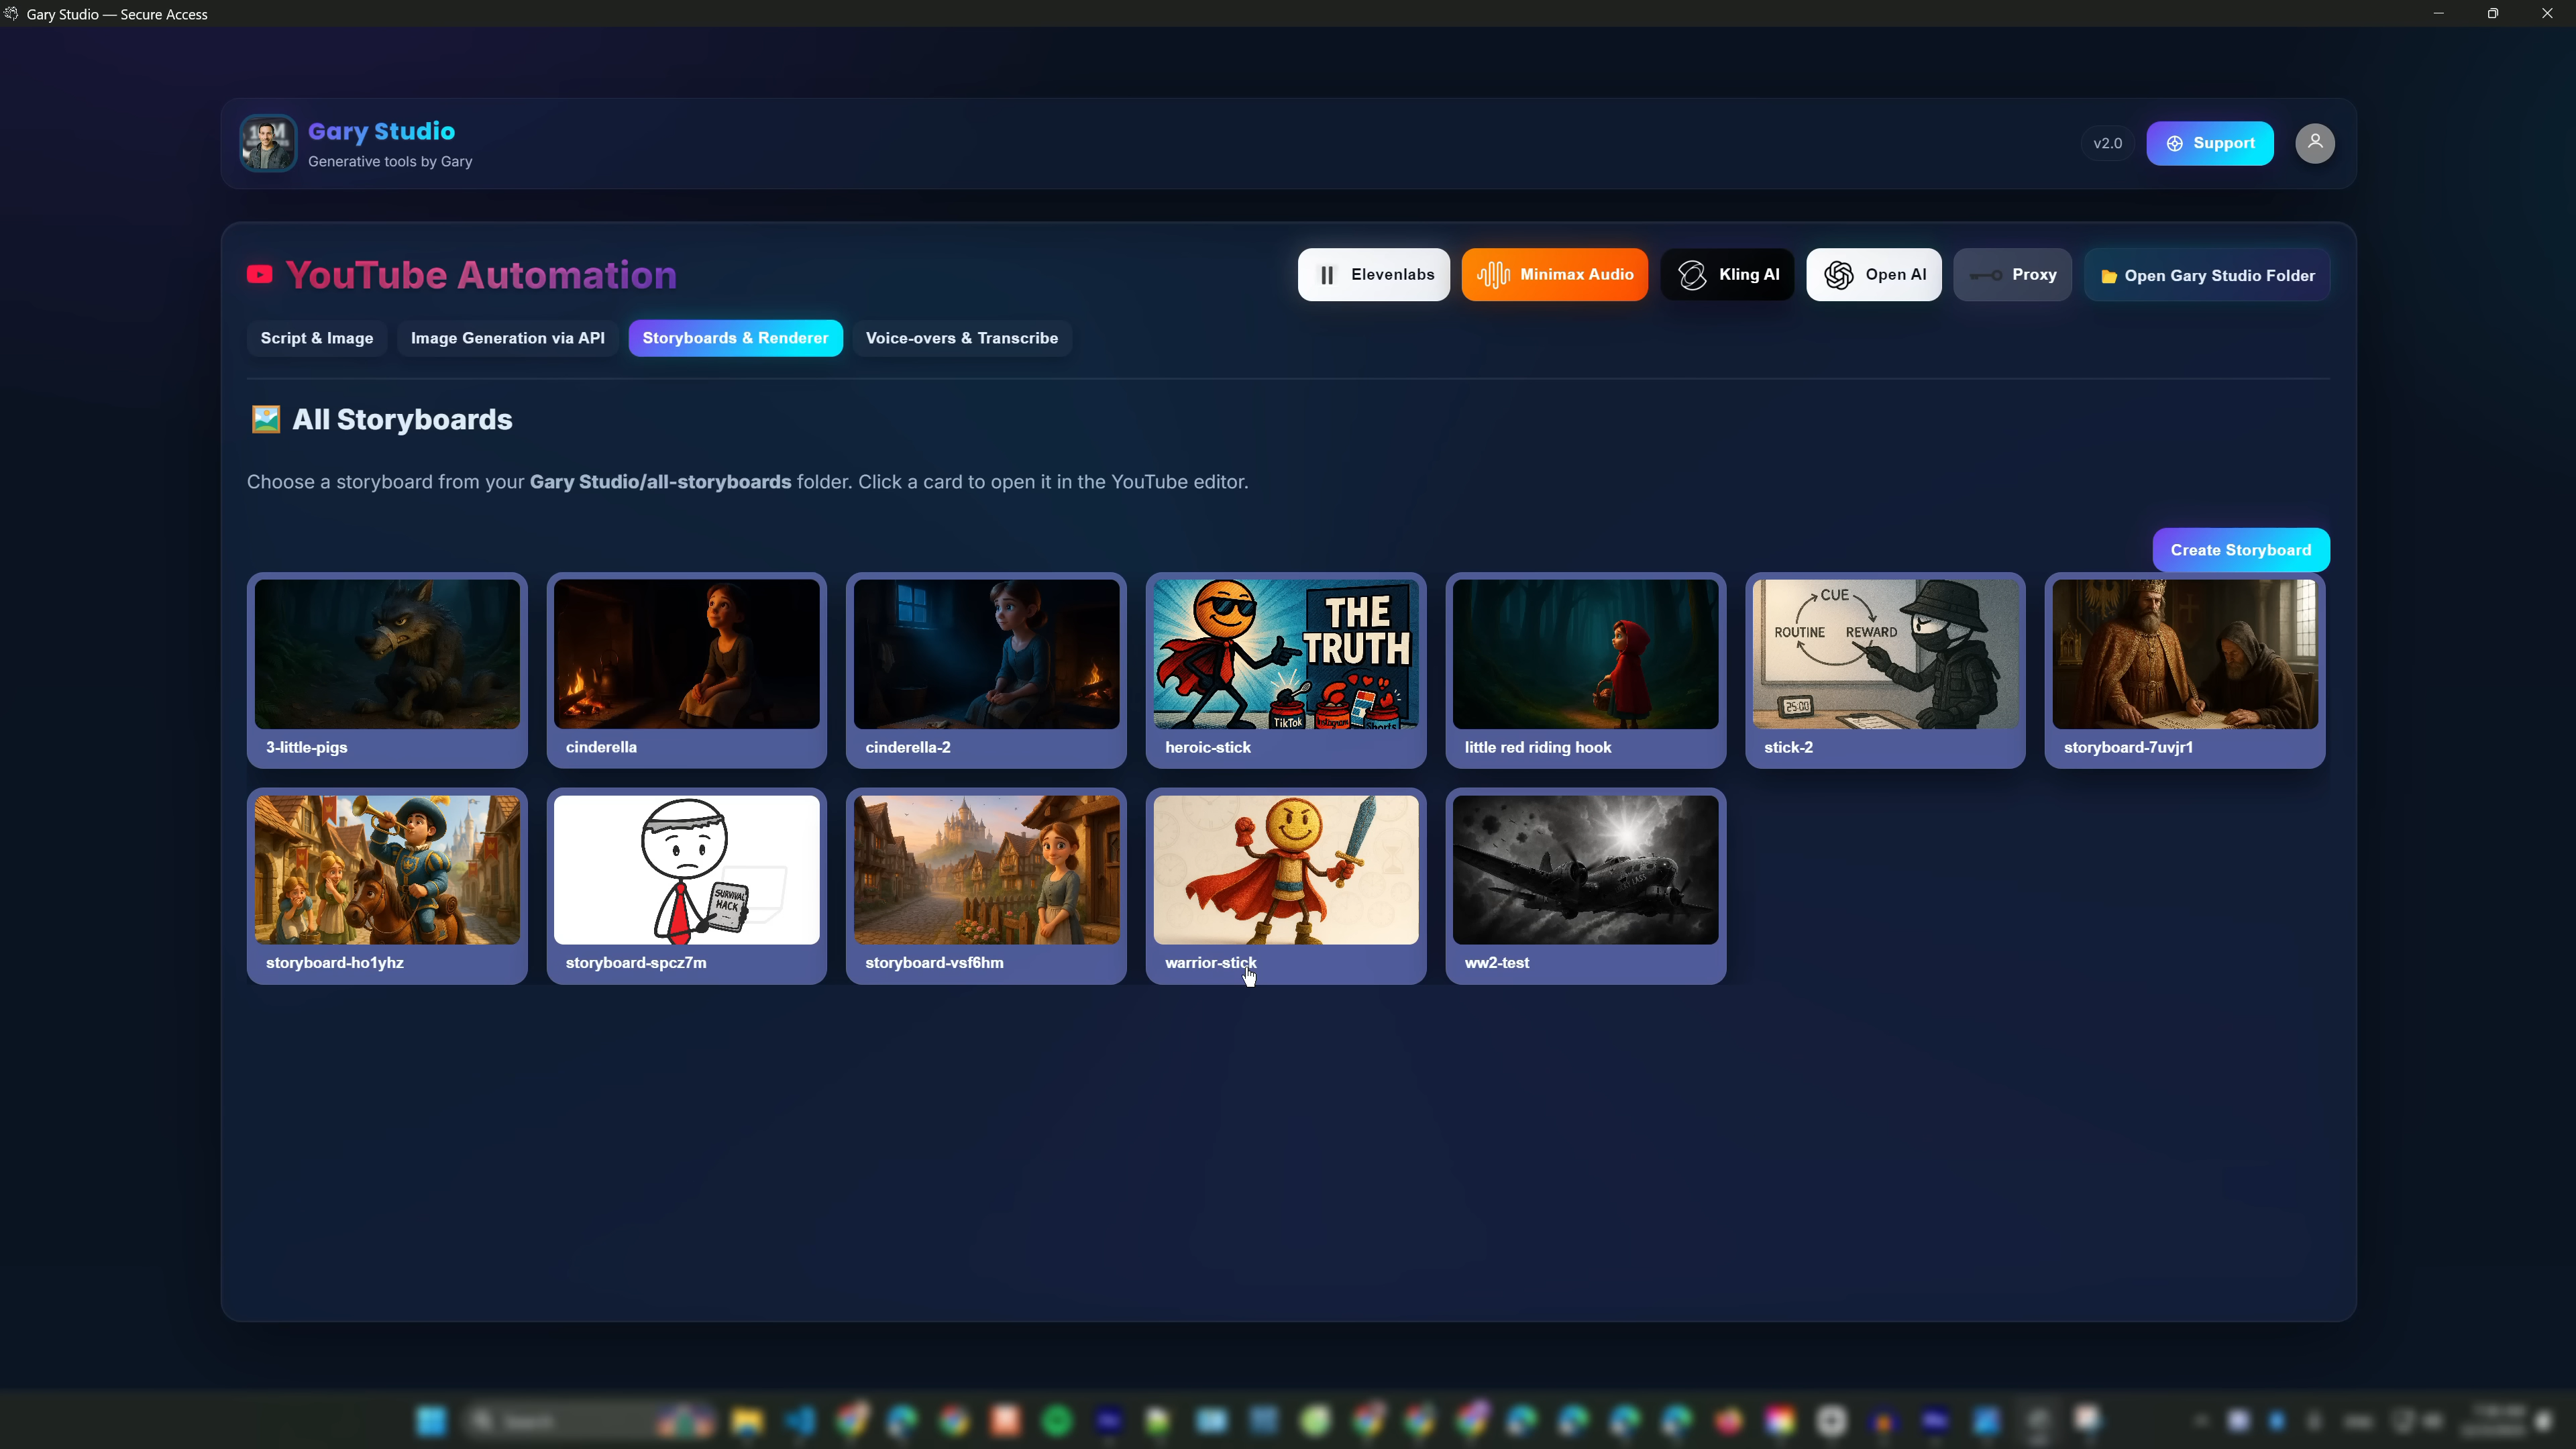 Gary Studio — Secure Access
Gary Studio
Generative tools by Gary
v2.0
Support
YouTube Automation
Elevenlabs
Minimax Audio
Kling AI
Open AI
Proxy
Open Gary Studio Folder
Script & Image
Image Generation via API
Storyboards & Renderer
Voice-overs & Transcribe
All Storyboards
Choose a storyboard from your Gary Studio/all-storyboards folder. Click a card to open it in the YouTube editor.
Create Storyboard
THE
TRUTH
TikTok
Instagram
Shorts
CUE
ROUTINE
REWARD
25:00
3-little-pigs
cinderella
cinderella-2
heroic-stick
little red riding hook
stick-2
storyboard-7uvjr1
SURVIVAL
HACK
storyboard-ho1yhz
storyboard-spcz7m
storyboard-vsf6hm
warrior-stick
ww2-test
Search